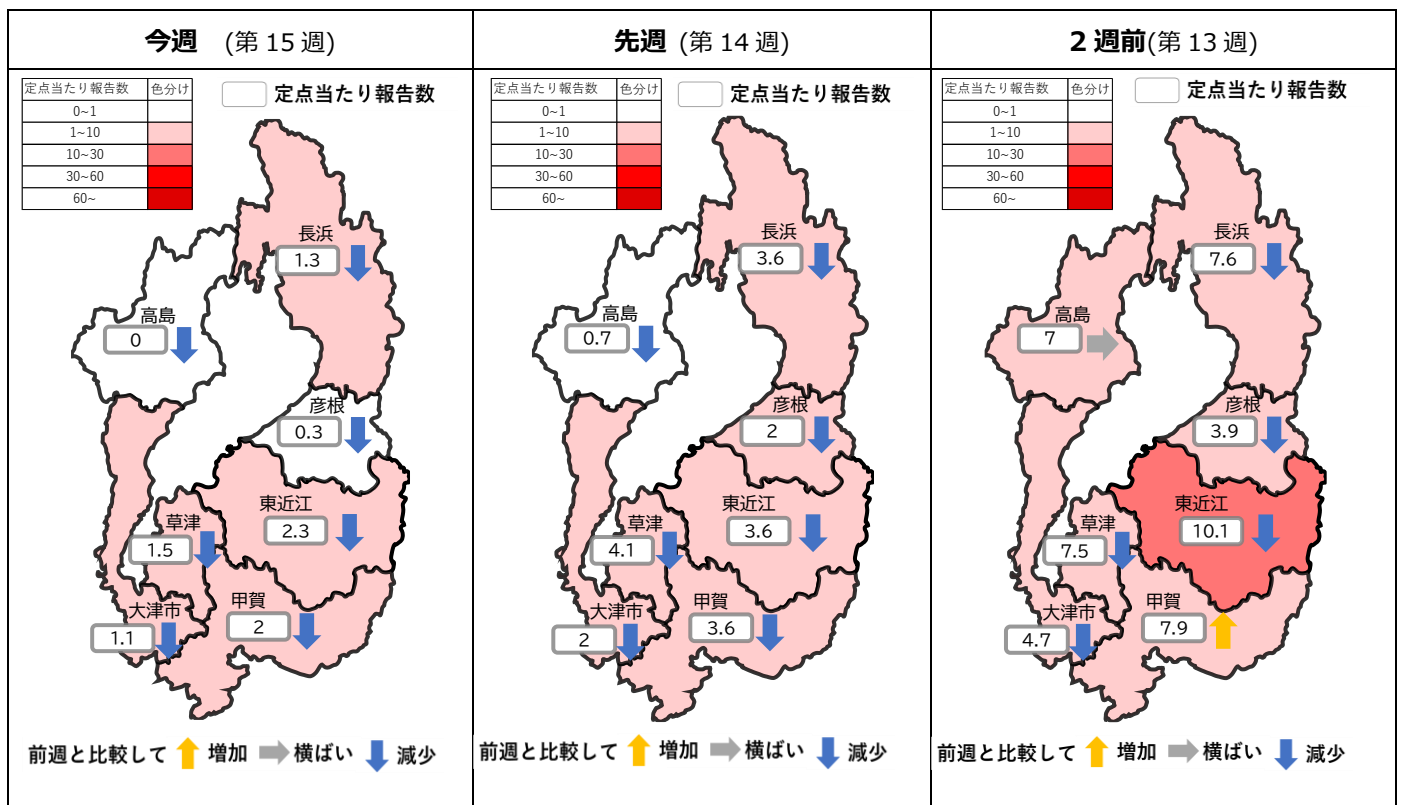 今週 (第15週)
定点当たり報告数 色分け
0~1
1~10
10~30
30~60
60~
定点当たり報告数
長浜
1.3
高島
0
彦根
0.3
東近江
2.3
草津
1.5
甲賀
2
大津市
1.1
前週と比較して 増加 横ばい 減少
先週 (第14週)
定点当たり報告数 色分け
0~1
1~10
10~30
30~60
60~
定点当たり報告数
長浜
3.6
高島
0.7
彦根
2
東近江
3.6
草津
4.1
甲賀
3.6
大津市
2
前週と比較して 増加 横ばい 減少
2週前(第13週)
定点当たり報告数 色分け
0~1
1~10
10~30
30~60
60~
定点当たり報告数
長浜
7.6
高島
7
彦根
3.9
東近江
10.1
草津
7.5
甲賀
7.9
大津市
4.7
前週と比較して 増加 横ばい 減少